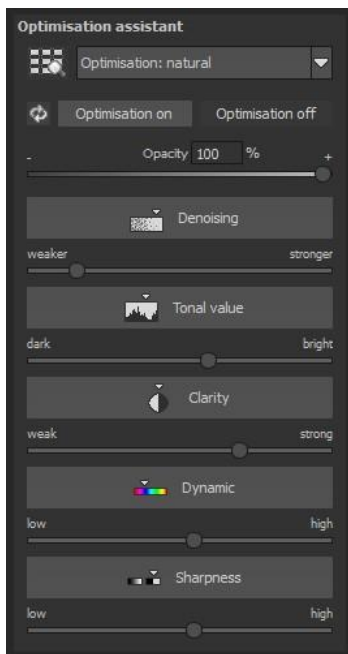 Optimisation assistant
Optimisation: natural
Optimisation on Optimisation off
- Opacity 100 % +
Denoising
weaker stronger
Tonal value
dark bright
Clarity
weak strong
Dynamic
low high
Sharpness
low high